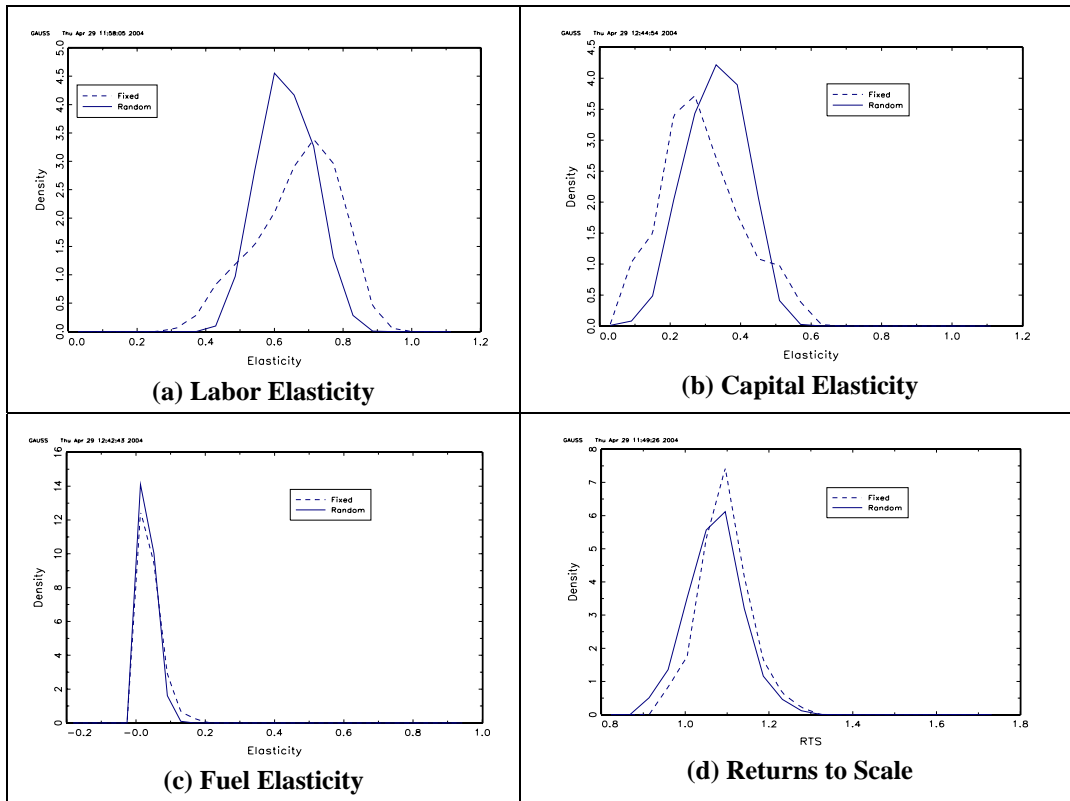 GAUSS Thu Apr 29 11:58:05 2004
5.0
4.5
4.0
3.5
3.0
2.5
2.0
1.5
1.0
0.5
0.0
Density
Fixed
Random
0.0 0.2 0.4 0.6 0.8 1.0 1.2
Elasticity
(a) Labor Elasticity
GAUSS Thu Apr 29 12:44:54 2004
4.5
4.0
3.5
3.0
2.5
2.0
1.5
1.0
0.5
0.0
Density
Fixed
Random
0.0 0.2 0.4 0.6 0.8 1.0 1.2
Elasticity
(b) Capital Elasticity
GAUSS Thu Apr 29 12:42:43 2004
16
14
12
10
8
6
4
2
0
Density
Fixed
Random
-0.2 -0.0 0.2 0.4 0.6 0.8 1.0
Elasticity
(c) Fuel Elasticity
GAUSS Thu Apr 29 11:49:26 2004
8
7
6
5
4
3
2
1
0
Density
Fixed
Random
0.8 1.0 1.2 1.4 1.6 1.8
RTS
(d) Returns to Scale